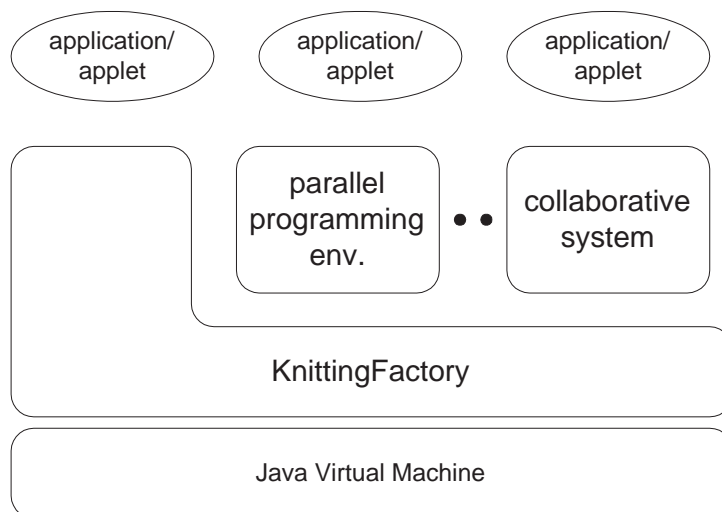 application/
applet
application/
applet
application/
applet
parallel
programming
env.
collaborative
system
KnittingFactory
Java Virtual Machine